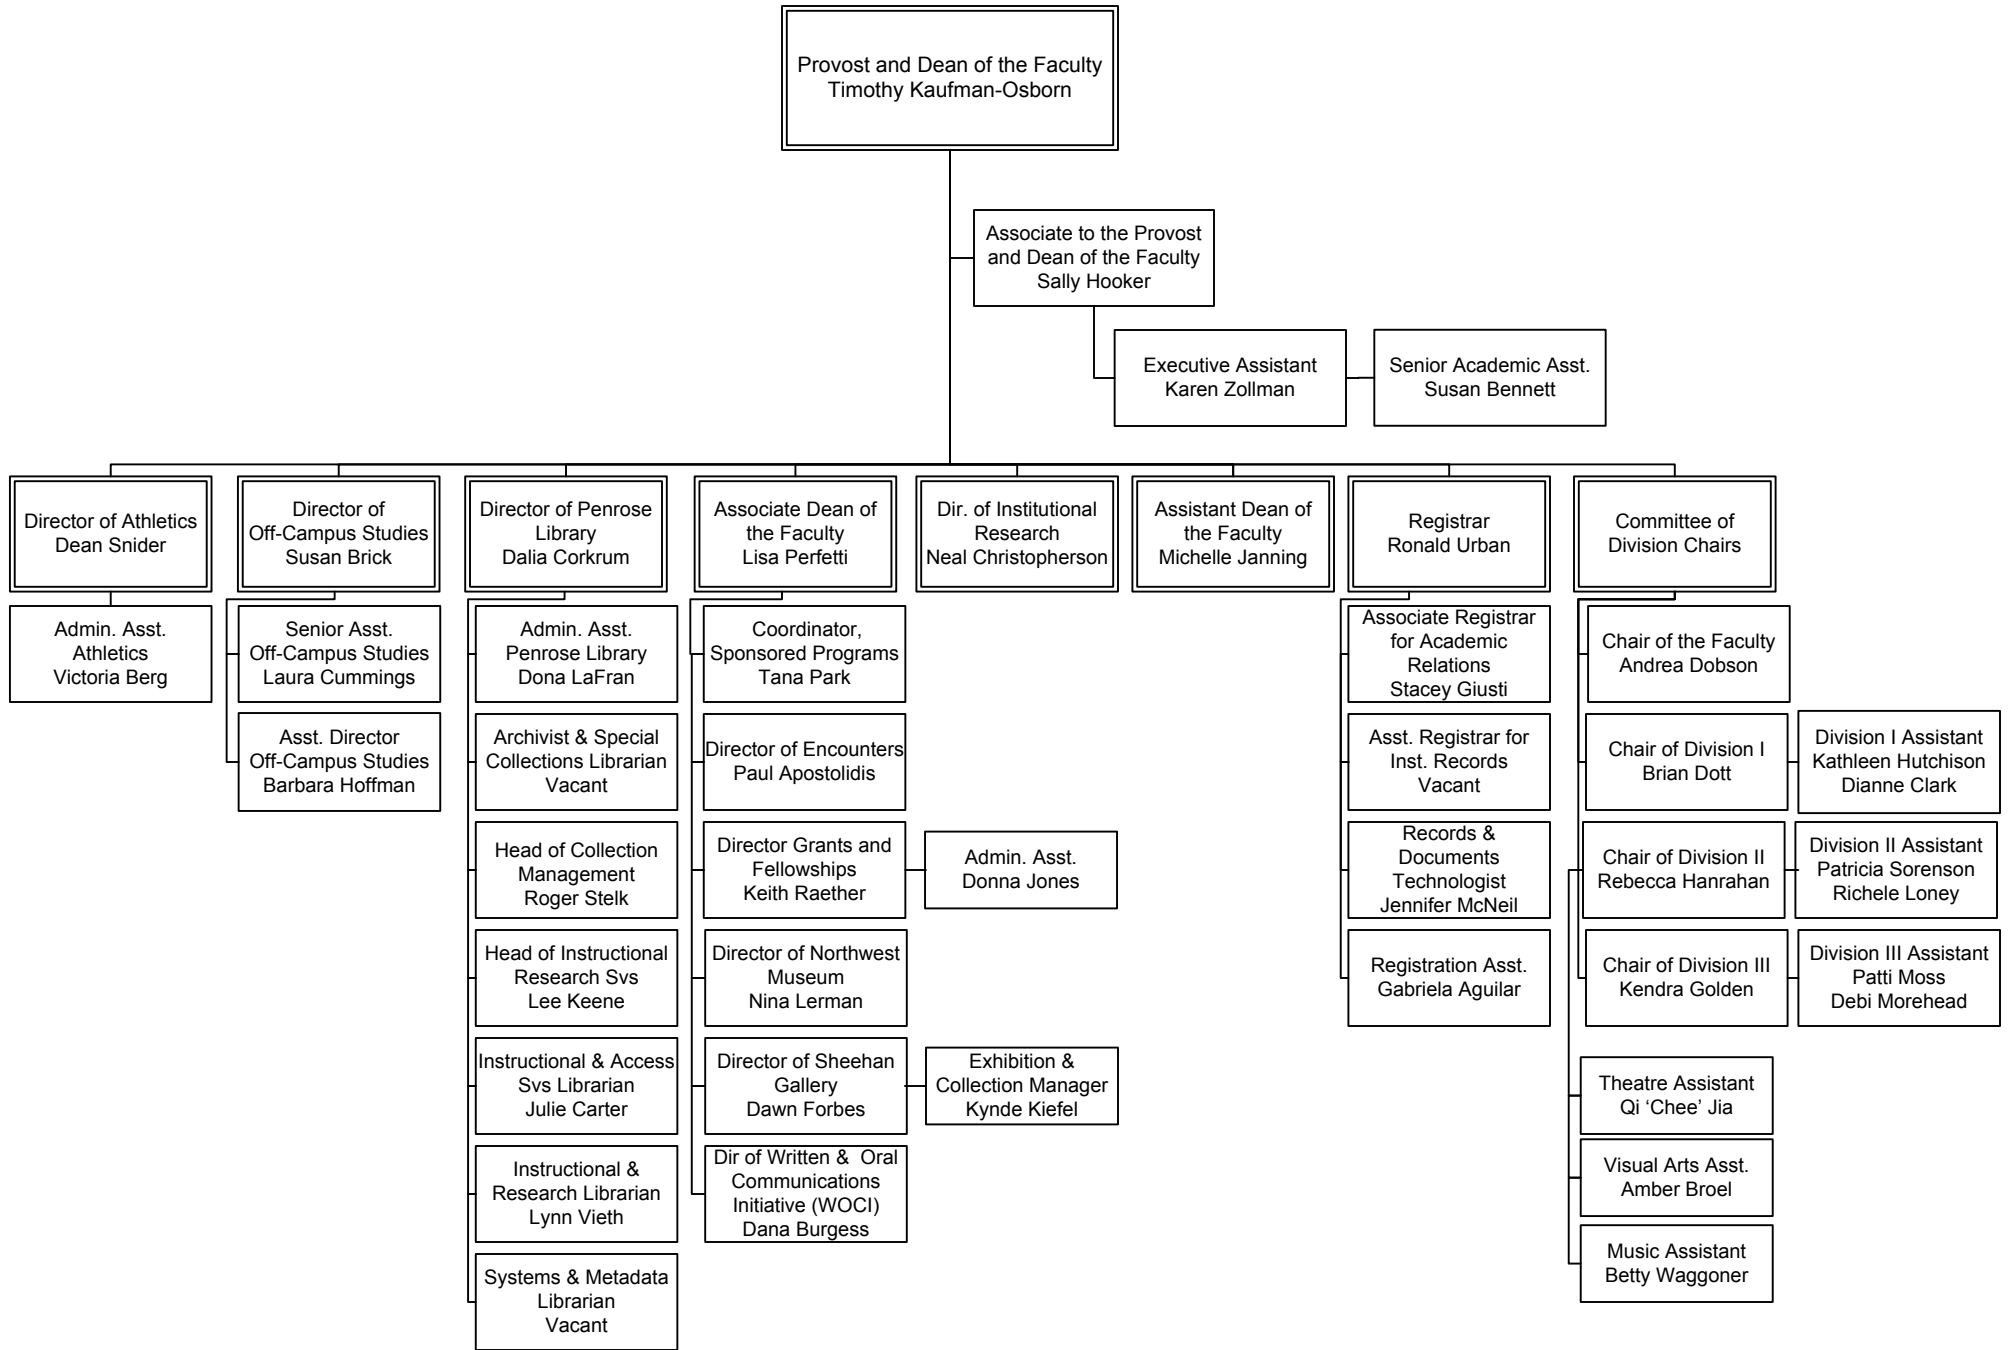 Provost and Dean of the Faculty
Timothy Kaufman-Osborn
Associate to the Provost
and Dean of the Faculty
Sally Hooker
Executive Assistant
Karen Zollman
Senior Academic Asst.
Susan Bennett
Director of Athletics
Dean Snider
Director of
Off-Campus Studies
Susan Brick
Director of Penrose
Library
Dalia Corkrum
Associate Dean of
the Faculty
Lisa Perfetti
Dir. of Institutional
Research
Neal Christopherson
Assistant Dean of
the Faculty
Michelle Janning
Registrar
Ronald Urban
Committee of
Division Chairs
Admin. Asst.
Athletics
Victoria Berg
Senior Asst.
Off-Campus Studies
Laura Cummings
Asst. Director
Off-Campus Studies
Barbara Hoffman
Admin. Asst.
Penrose Library
Dona LaFran
Archivist & Special
Collections Librarian
Vacant
Head of Collection
Management
Roger Stelk
Head of Instructional
Research Svs
Lee Keene
Instructional & Access
Svs Librarian
Julie Carter
Instructional &
Research Librarian
Lynn Vieth
Systems & Metadata
Librarian
Vacant
Coordinator,
Sponsored Programs
Tana Park
Director of Encounters
Paul Apostolidis
Director Grants and
Fellowships
Keith Raether
Admin. Asst.
Donna Jones
Director of Northwest
Museum
Nina Lerman
Director of Sheehan
Gallery
Dawn Forbes
Exhibition &
Collection Manager
Kynde Kiefel
Dir of Written & Oral
Communications
Initiative (WOCI)
Dana Burgess
Associate Registrar
for Academic
Relations
Stacey Giusti
Asst. Registrar for
Inst. Records
Vacant
Records &
Documents
Technologist
Jennifer McNeil
Registration Asst.
Gabriela Aguilar
Chair of the Faculty
Andrea Dobson
Chair of Division I
Brian Dott
Division I Assistant
Kathleen Hutchison
Dianne Clark
Chair of Division II
Rebecca Hanrahan
Division II Assistant
Patricia Sorenson
Richele Loney
Chair of Division III
Kendra Golden
Division III Assistant
Patti Moss
Debi Morehead
Theatre Assistant
Qi ‘Chee’ Jia
Visual Arts Asst.
Amber Broel
Music Assistant
Betty Waggoner